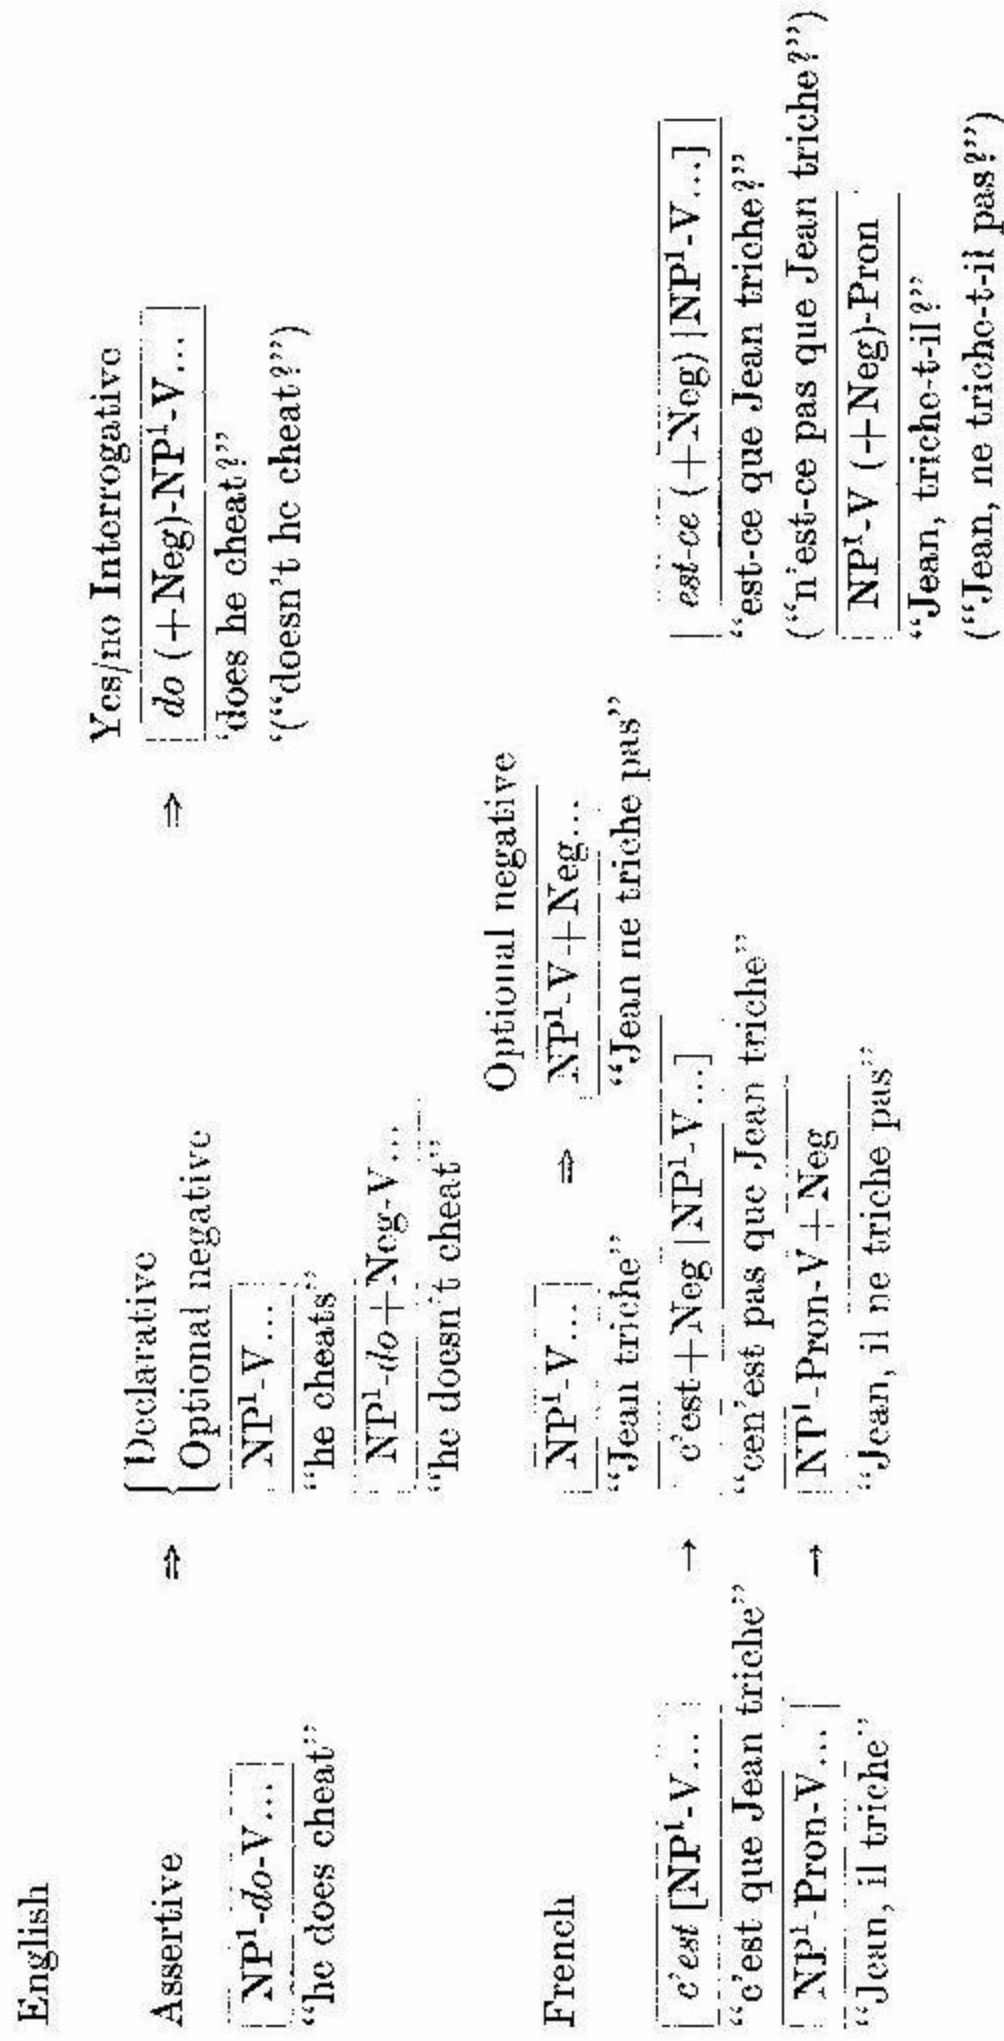 English
Assertive ⇒ {Declarative / Optional negative ⇒ Yes/no Interrogative
NP¹-do-V... NP¹-V... do (+Neg)-NP¹-V...
“he does cheat” “he cheats” “does he cheat?”
NP¹-do+Neg-V... (“doesn't he cheat?”)
“he doesn't cheat”
French
Optional negative
NP¹-V... ⇒ NP¹-V+Neg...
“Jean triche” “Jean ne triche pas”
c'est [NP¹-V... → c'est+Neg [NP¹-V...] est-ce (+Neg) [NP¹-V...]
“c'est que Jean triche” “cen'est pas que Jean triche” “est-ce que Jean triche?”
(“n'est-ce pas que Jean triche?”)
NP¹-Pron-V... → NP¹-Pron-V+Neg NP¹-V (+Neg)-Pron
“Jean, il triche” “Jean, il ne triche pas” “Jean, triche-t-il?”
(“Jean, ne triche-t-il pas?”)